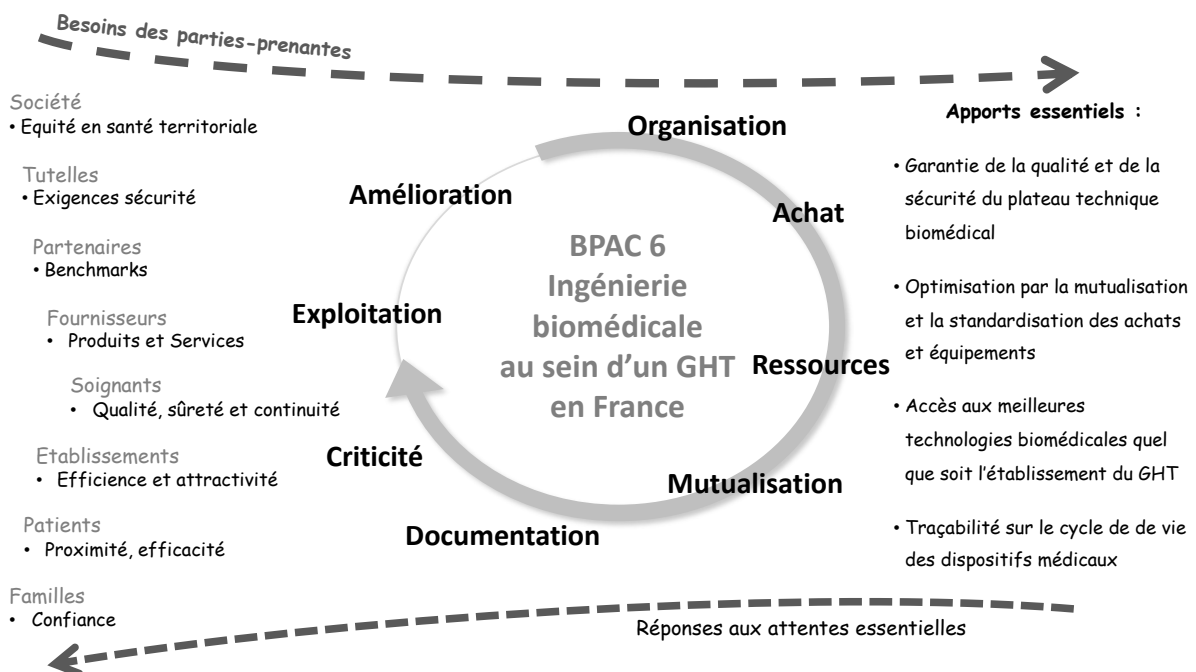 Besoins des parties-prenantes
Société
• Equité en santé territoriale
Tutelles
• Exigences sécurité
Partenaires
• Benchmarks
Fournisseurs
• Produits et Services
Soignants
• Qualité, sûreté et continuité
Etablissements
• Efficience et attractivité
Patients
• Proximité, efficacité
Familles
• Confiance
Organisation
Achat
Ressources
Mutualisation
Documentation
Criticité
Exploitation
Amélioration
BPAC 6
Ingénierie
biomédicale
au sein d’un GHT
en France
Apports essentiels :
• Garantie de la qualité et de la
sécurité du plateau technique
biomédical
• Optimisation par la mutualisation
et la standardisation des achats
et équipements
• Accès aux meilleures
technologies biomédicales quel
que soit l’établissement du GHT
• Traçabilité sur le cycle de de vie
des dispositifs médicaux
Réponses aux attentes essentielles